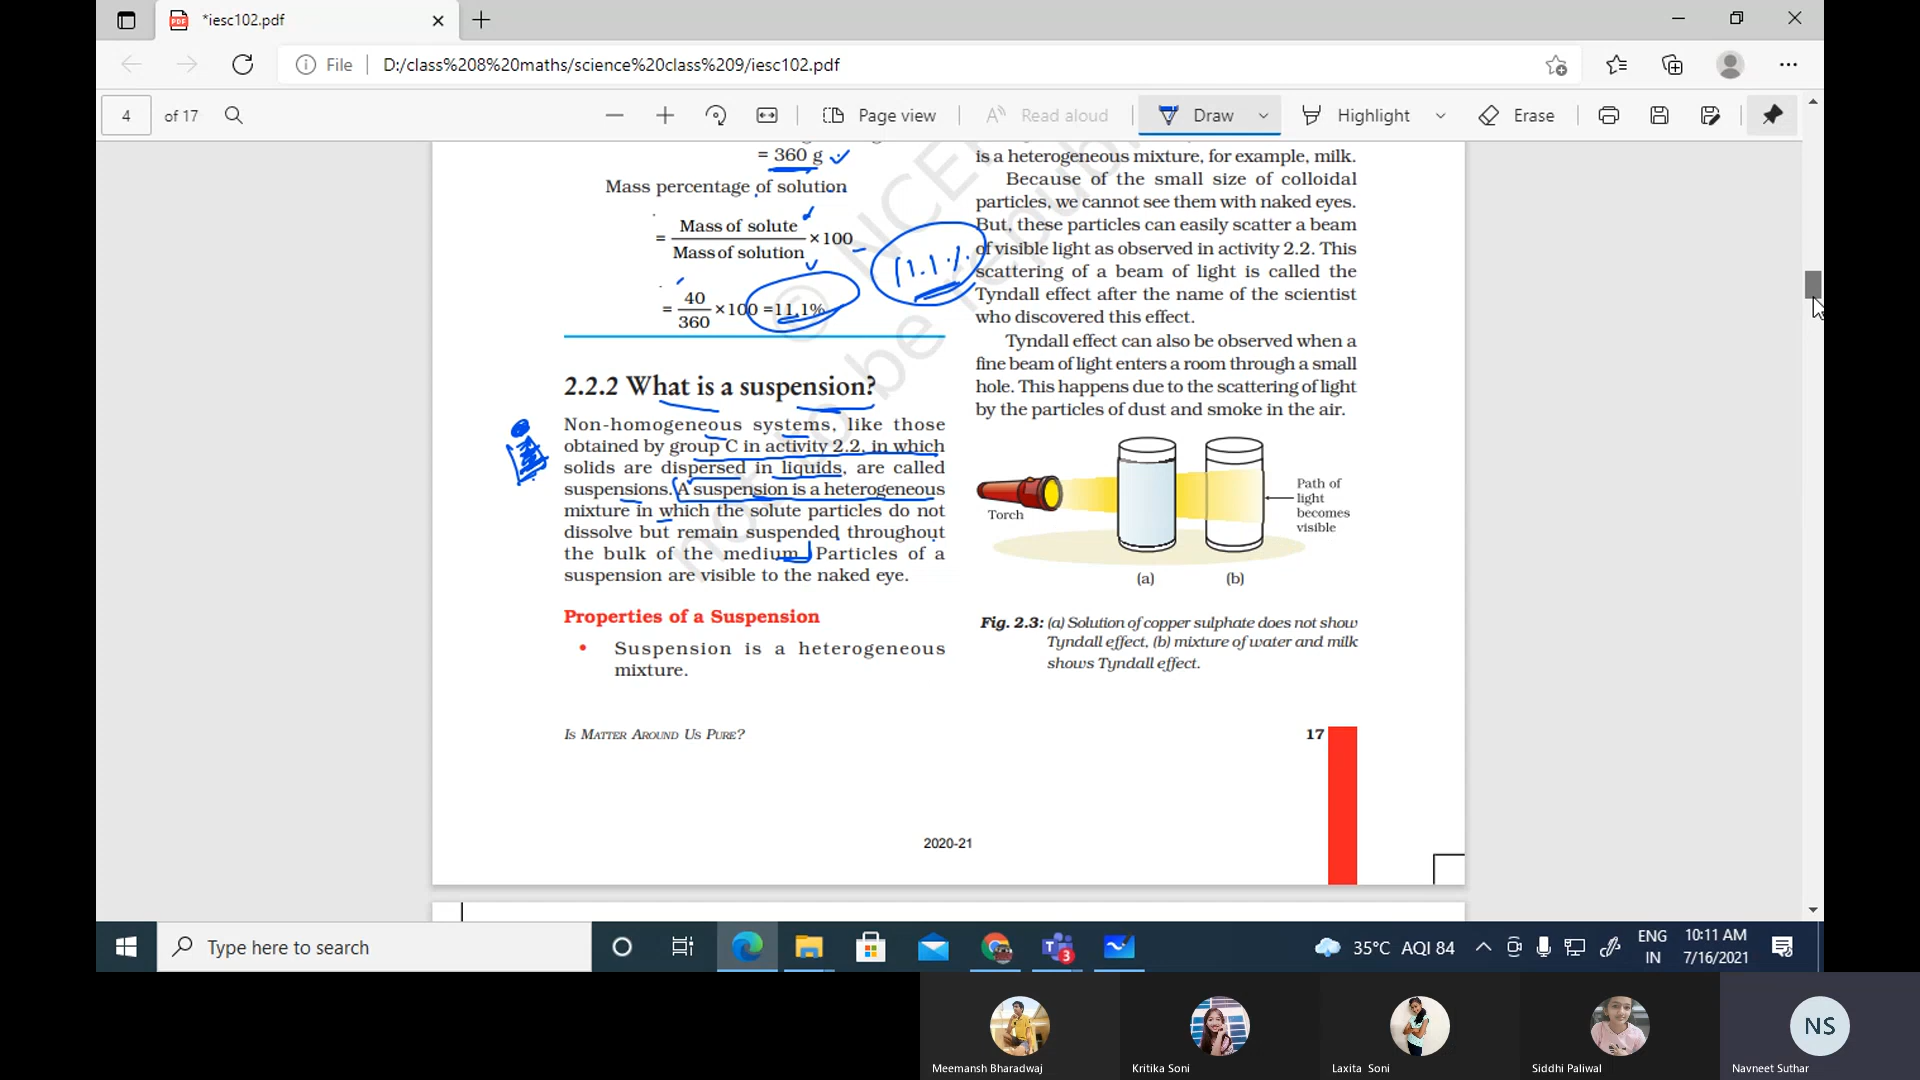 *iesc102.pdf
File
D:/class%208%20maths/science%20class%209/iesc102.pdf
4
of 17
Page view
Read aloud
Draw
Highlight
Erase
= 360 g
Mass percentage of solution
= Mass of solute / Mass of solution ×100
11.1%
= 40 / 360 ×100 =11.1%
2.2.2 What is a suspension?
Non-homogeneous systems, like those
obtained by group C in activity 2.2, in which
solids are dispersed in liquids, are called
suspensions. A suspension is a heterogeneous
mixture in which the solute particles do not
dissolve but remain suspended throughout
the bulk of the medium. Particles of a
suspension are visible to the naked eye.
Properties of a Suspension
• Suspension is a heterogeneous
mixture.
is a heterogeneous mixture, for example, milk.
Because of the small size of colloidal
particles, we cannot see them with naked eyes.
But, these particles can easily scatter a beam
of visible light as observed in activity 2.2. This
scattering of a beam of light is called the
Tyndall effect after the name of the scientist
who discovered this effect.
Tyndall effect can also be observed when a
fine beam of light enters a room through a small
hole. This happens due to the scattering of light
by the particles of dust and smoke in the air.
Torch
Path of
light
becomes
visible
(a)
(b)
Fig. 2.3: (a) Solution of copper sulphate does not show
Tyndall effect, (b) mixture of water and milk
shows Tyndall effect.
Is Matter Around Us Pure?
17
2020-21
Type here to search
3
35°C AQI 84
ENG
IN
10:11 AM
7/16/2021
Meemansh Bharadwaj
Kritika Soni
Laxita Soni
Siddhi Paliwal
NS
Navneet Suthar